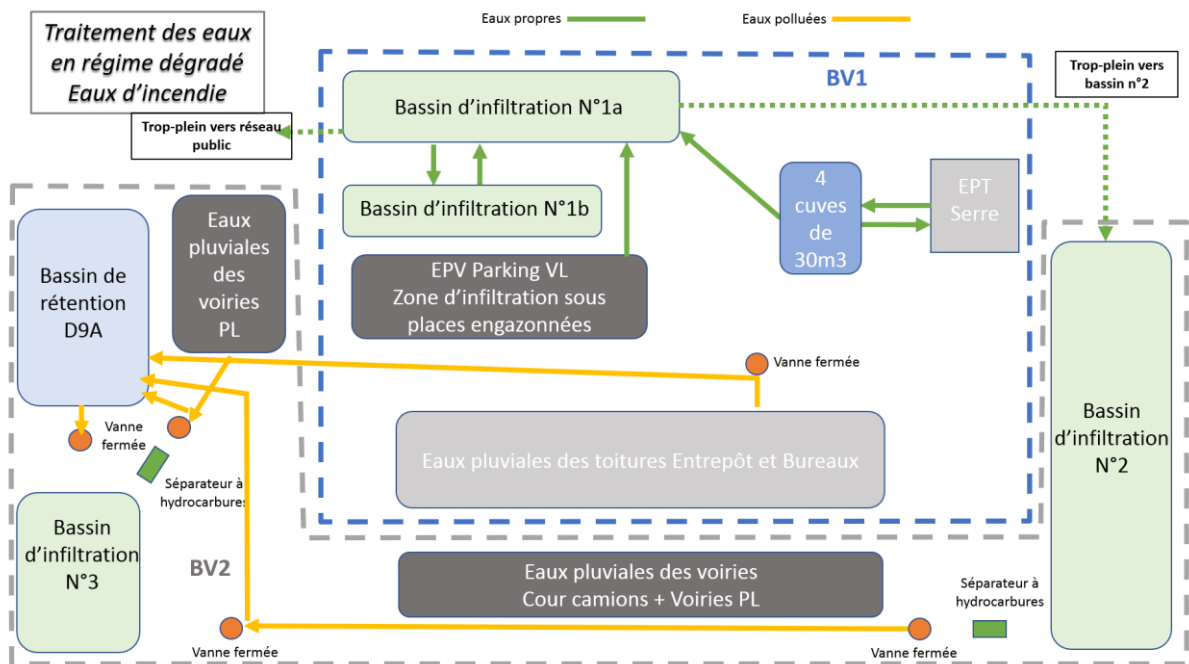 Eaux propres
Eaux polluées
Traitement des eaux
en régime dégradé
Eaux d'incendie
Trop-plein vers réseau
public
BV1
Trop-plein vers
bassin n°2
Bassin d'infiltration N°1a
Bassin d'infiltration N°1b
4
cuves
de
30m3
EPT
Serre
Eaux
pluviales
des
voiries
PL
Bassin de
rétention
D9A
EPV Parking VL
Zone d'infiltration sous
places engazonnées
Vanne fermée
Vanne
fermée
Séparateur à
hydrocarbures
Eaux pluviales des toitures Entrepôt et Bureaux
Bassin
d'infiltration
N°2
Bassin
d'infiltration
N°3
BV2
Eaux pluviales des voiries
Cour camions + Voiries PL
Séparateur à
hydrocarbures
Vanne fermée
Vanne fermée